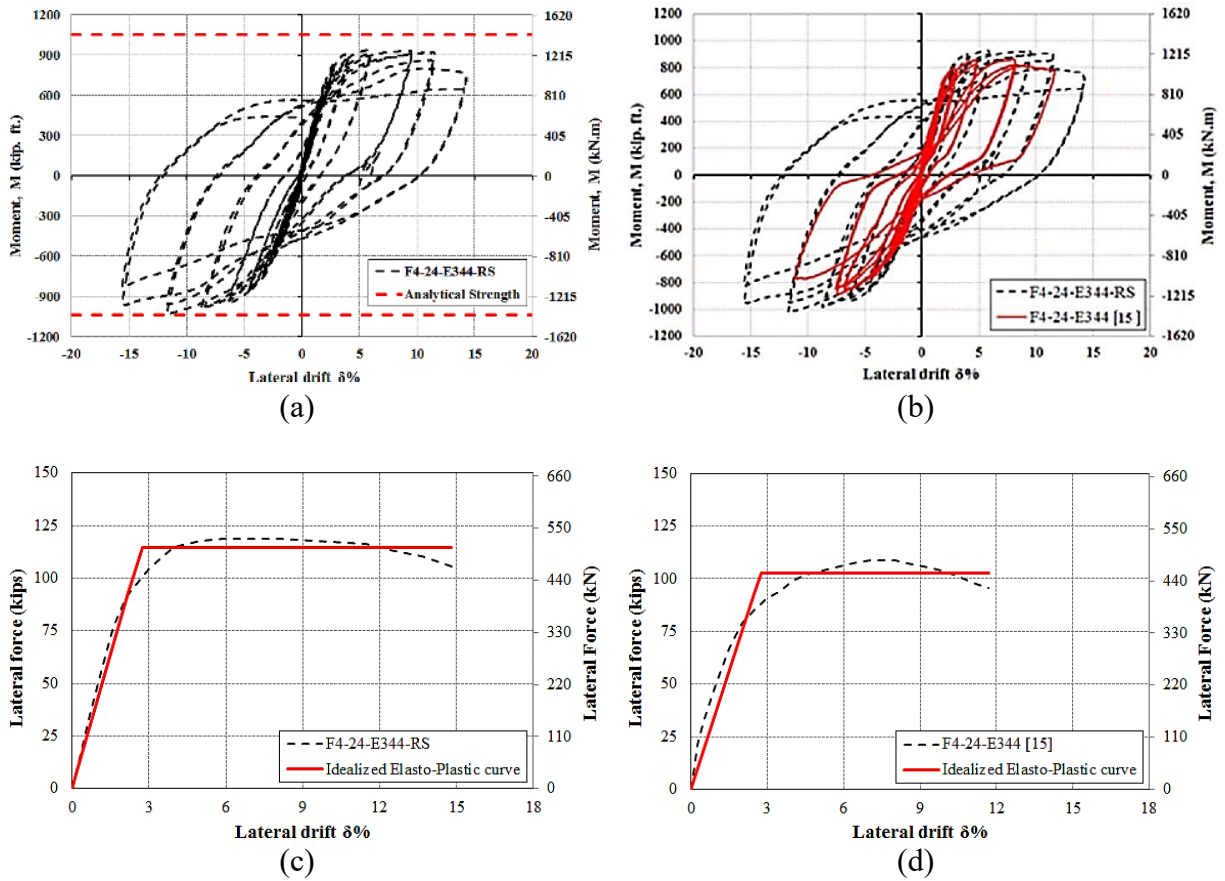 1200
900
600
300
0
-300
-600
-900
-1200
Moment, M (kip. ft.)
1620
1215
810
405
0
-405
-810
-1215
-1620
Moment, M (kN.m)
F4-24-E344-RS
Analytical Strength
-20 -15 -10 -5 0 5 10 15 20
Lateral drift δ%
(a)
1200
1000
800
600
400
200
0
-200
-400
-600
-800
-1000
-1200
Moment, M (kip. ft.)
1620
1215
810
405
0
-405
-810
-1215
-1620
Moment, M (kN.m)
F4-24-E344-RS
F4-24-E344 [15]
-20 -15 -10 -5 0 5 10 15 20
Lateral drift δ%
(b)
150
125
100
75
50
25
0
Lateral force (kips)
660
550
440
330
220
110
0
Lateral Force (kN)
F4-24-E344-RS
Idealized Elasto-Plastic curve
0 3 6 9 12 15 18
Lateral drift δ%
(c)
150
125
100
75
50
25
0
Lateral force (kips)
660
550
440
330
220
110
0
Lateral Force (kN)
F4-24-E344 [15]
Idealized Elasto-Plastic curve
0 3 6 9 12 15 18
Lateral drift δ%
(d)